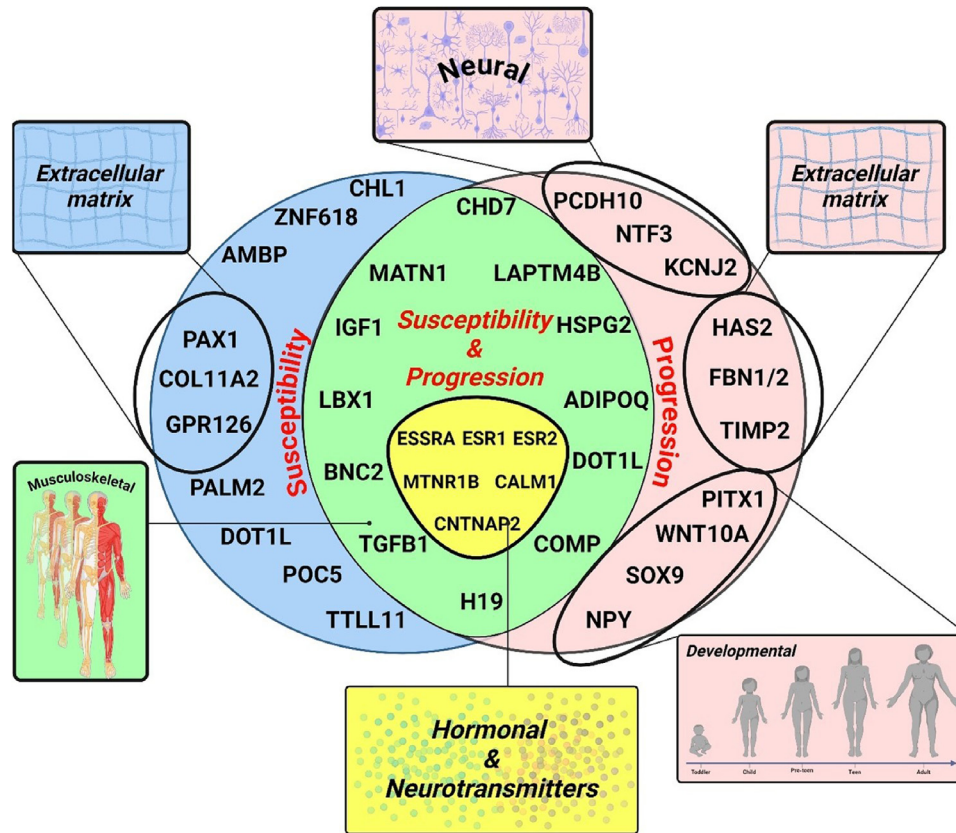 Neural
Extracellular
matrix
Extracellular
matrix
CHL1
ZNF618
AMBP
PAX1
COL11A2
GPR126
PALM2
DOT1L
POC5
TTLL11
Susceptibility
CHD7
MATN1
LAPTM4B
IGF1
HSPG2
Susceptibility
&
Progression
LBX1
ADIPOQ
BNC2
DOT1L
TGFB1
COMP
H19
ESSRA ESR1 ESR2
MTNR1B CALM1
CNTNAP2
Progression
PCDH10
NTF3
KCNJ2
HAS2
FBN1/2
TIMP2
PITX1
WNT10A
SOX9
NPY
Musculoskeletal
Hormonal
&
Neurotransmitters
Developmental
Toddler Child Pre-teen Teen Adult